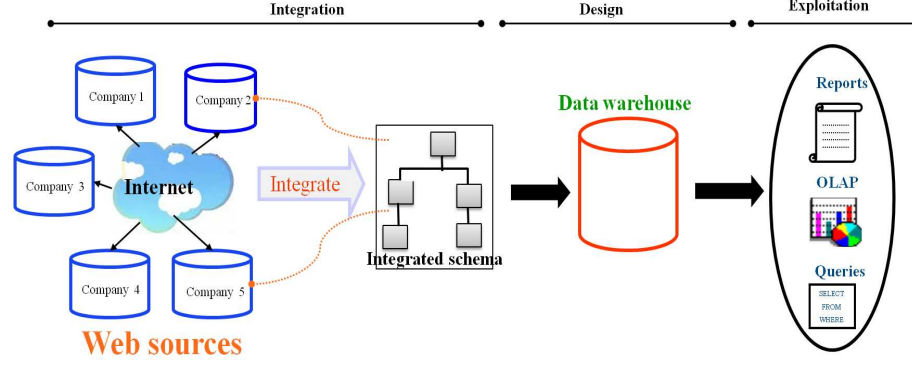 Integration
Design
Exploitation
Company 1
Company 2
Company 3
Internet
Company 4
Company 5
Web sources
Integrate
Integrated schema
Data warehouse
Reports
OLAP
Queries
SELECT
FROM
WHERE